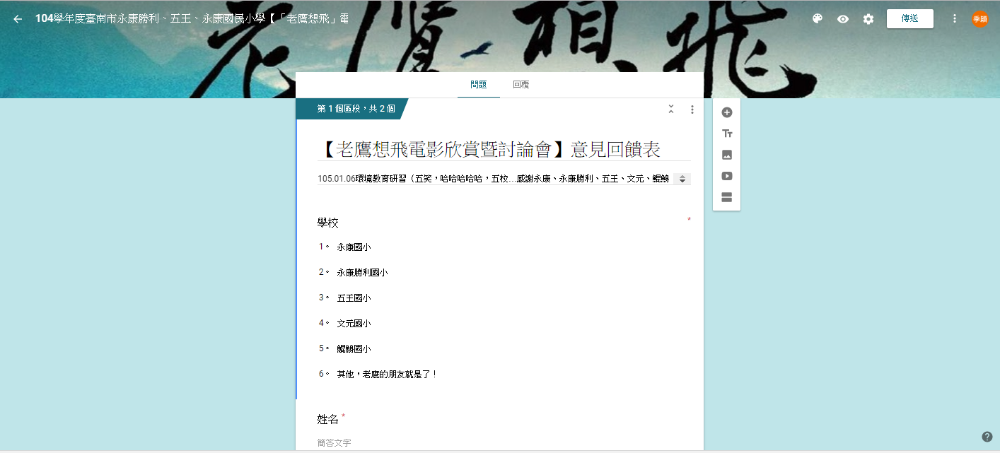 老鷹想飛
104學年度臺南市永康勝利、五王、永康國民小學【「老鷹想飛」電
傳送
季穎
問題
回覆
第 1 個區段，共 2 個
【老鷹想飛電影欣賞暨討論會】意見回饋表
105.01.06環境教育研習（五笑，哈哈哈哈哈，五校...感謝永康、永康勝利、五王、文元、鯤鯓
學校 *
1。 永康國小
2。 永康勝利國小
3。 五王國小
4。 文元國小
5。 鯤鯓國小
6。 其他，老鷹的朋友就是了！
姓名 *
簡答文字
Tт